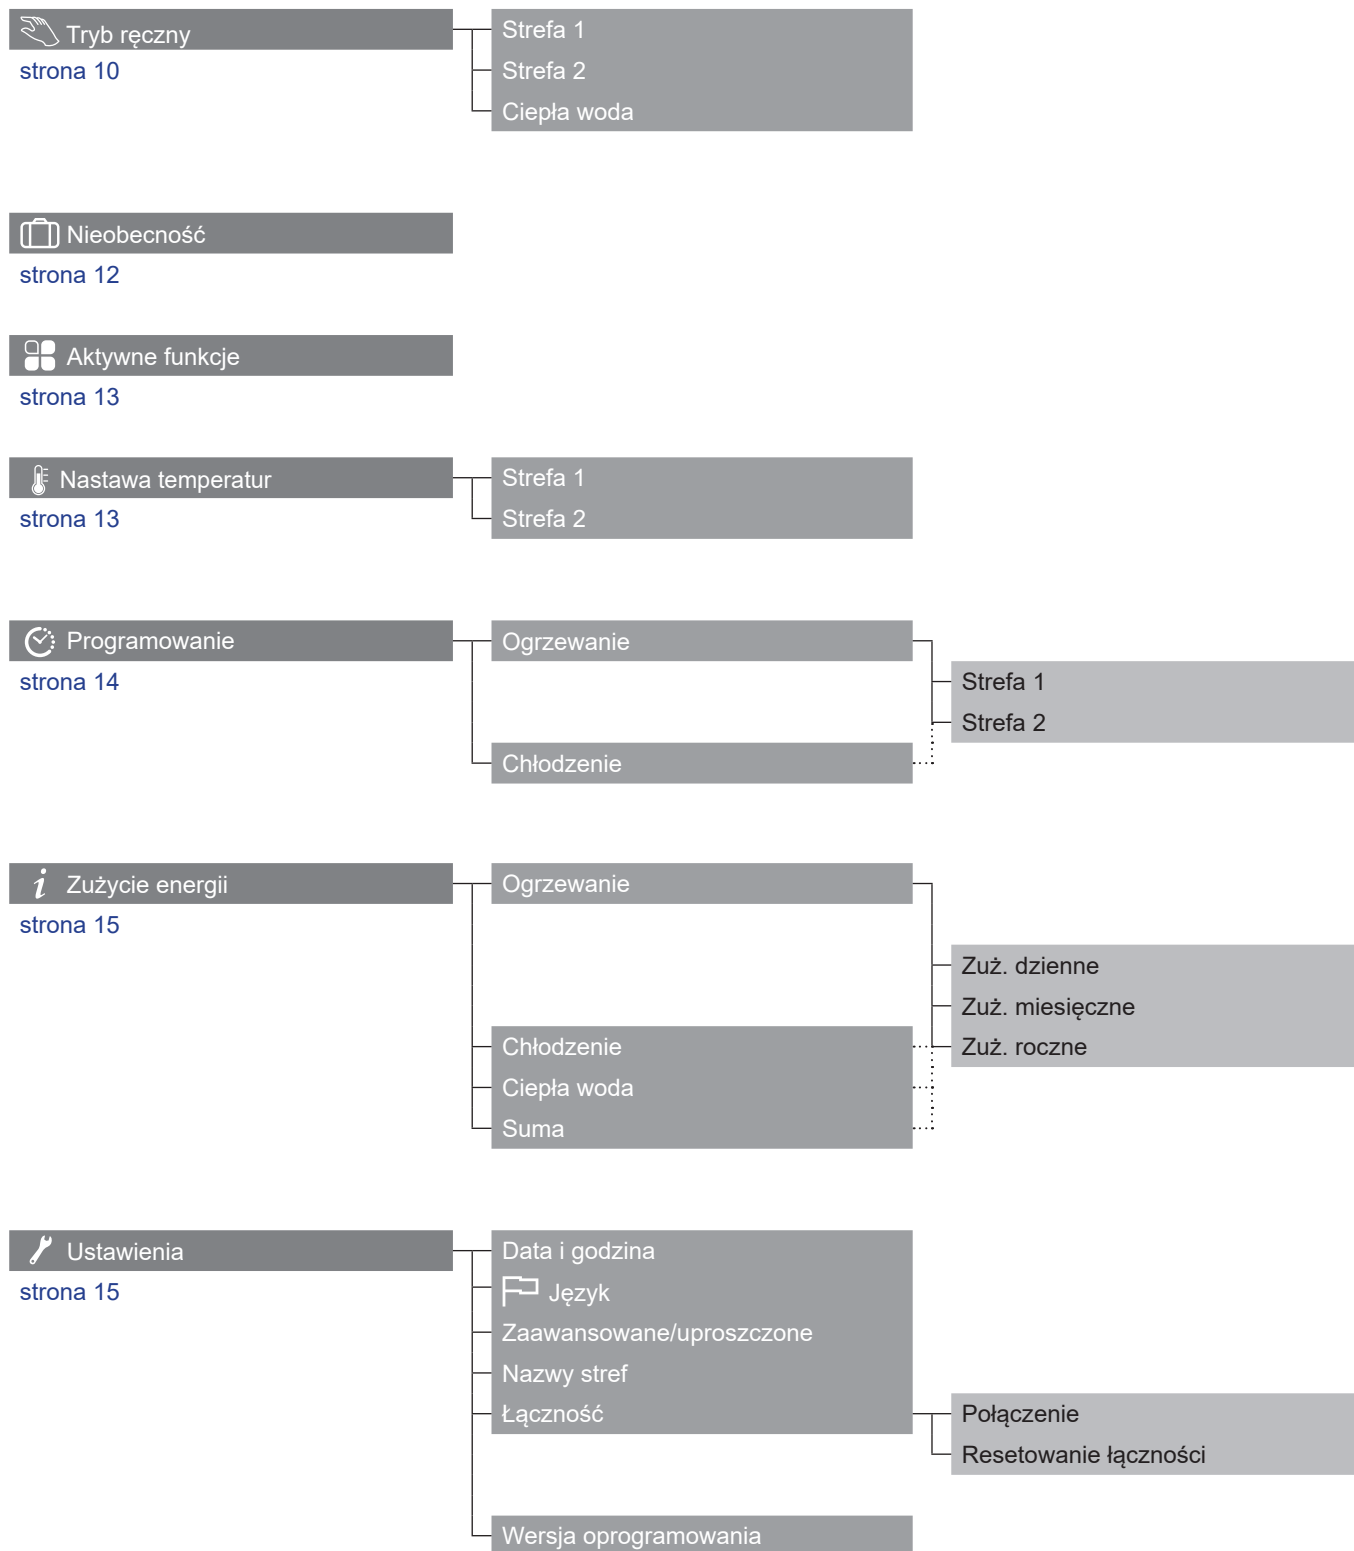 Tryb ręczny
strona 10
Strefa 1
Strefa 2
Ciepła woda
Nieobecność
strona 12
Aktywne funkcje
strona 13
Nastawa temperatur
strona 13
Strefa 1
Strefa 2
Programowanie
strona 14
Ogrzewanie
Strefa 1
Strefa 2
Chłodzenie
Zużycie energii
strona 15
Ogrzewanie
Zuż. dzienne
Zuż. miesięczne
Zuż. roczne
Chłodzenie
Ciepła woda
Suma
Ustawienia
strona 15
Data i godzina
Język
Zaawansowane/uproszczone
Nazwy stref
Łączność
Połączenie
Resetowanie łączności
Wersja oprogramowania